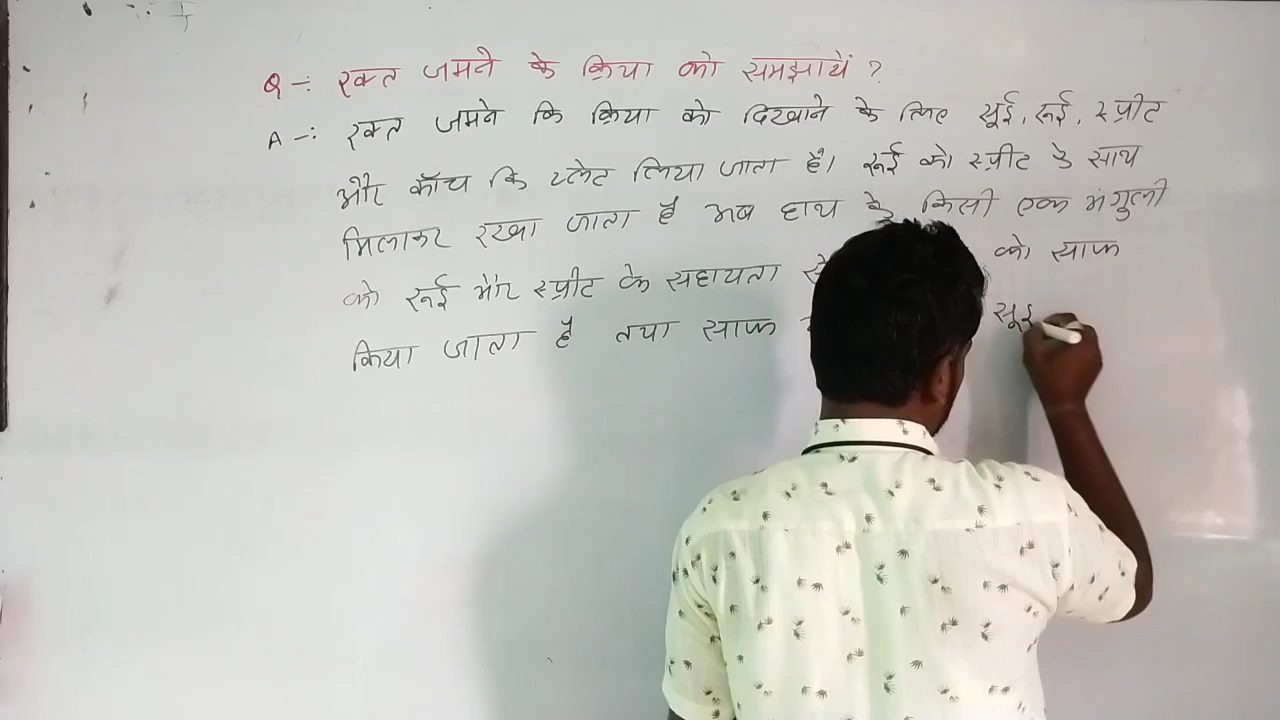 Q -: रक्त जमने के क्रिया को समझायें ?
A -: रक्त जमने कि क्रिया को दिखाने के लिए सूई, रूई, स्प्रीट
और काँच कि प्लेट लिया जाता है। रूई को स्प्रीट के साथ
मिलाकर रखा जाता है अब हाथ के किसी एक अंगुली
को रूई और स्प्रीट के सहायता से को साफ
किया जाता है तथा साफ सूई